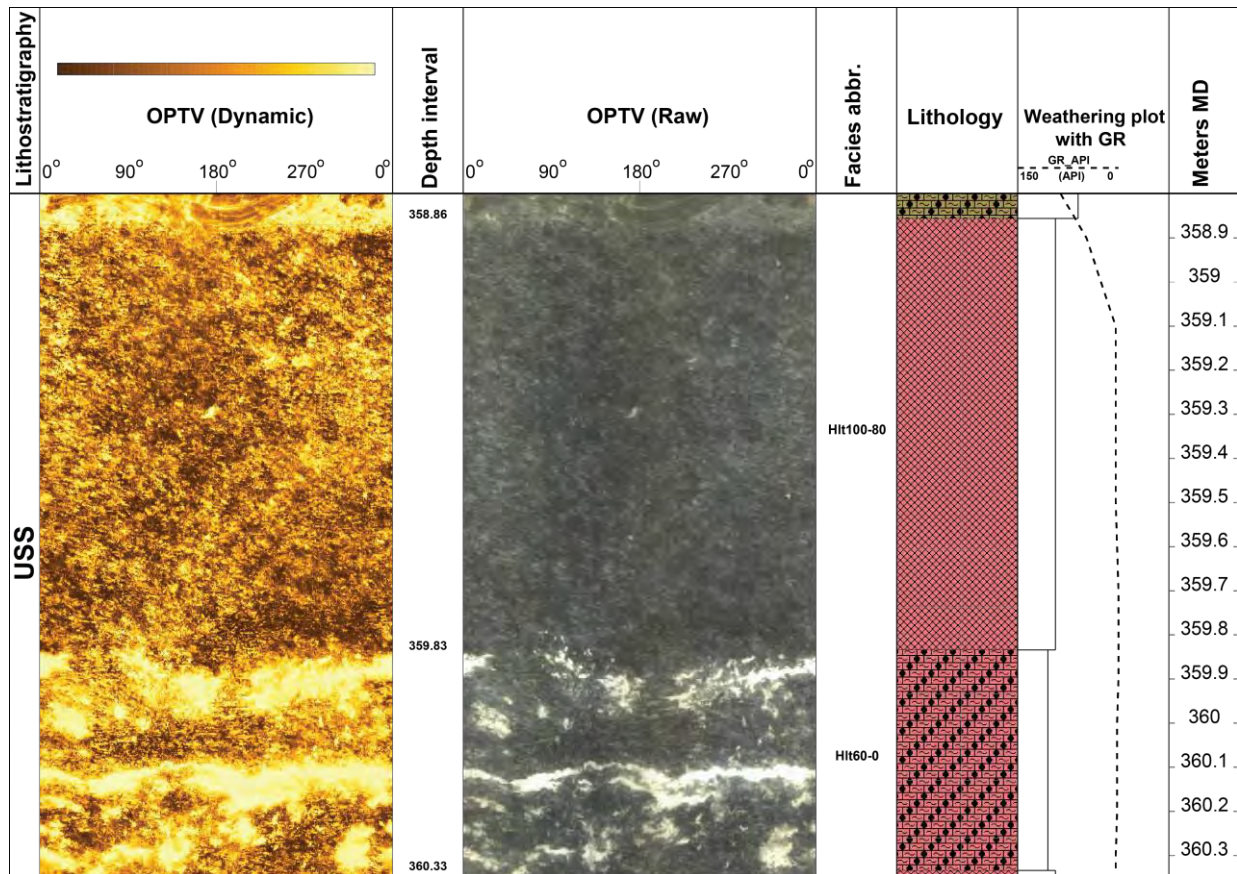 Lithostratigraphy
OPTV (Dynamic)
0° 90° 180° 270° 0°
Depth interval
OPTV (Raw)
0° 90° 180° 270° 0°
Facies abbr.
Lithology
Weathering plot
with GR
GR_API
150 (API) 0
Meters MD
USS
358.86
359.83
360.33
Hlt100-80
Hlt60-0
358.9
359
359.1
359.2
359.3
359.4
359.5
359.6
359.7
359.8
359.9
360
360.1
360.2
360.3